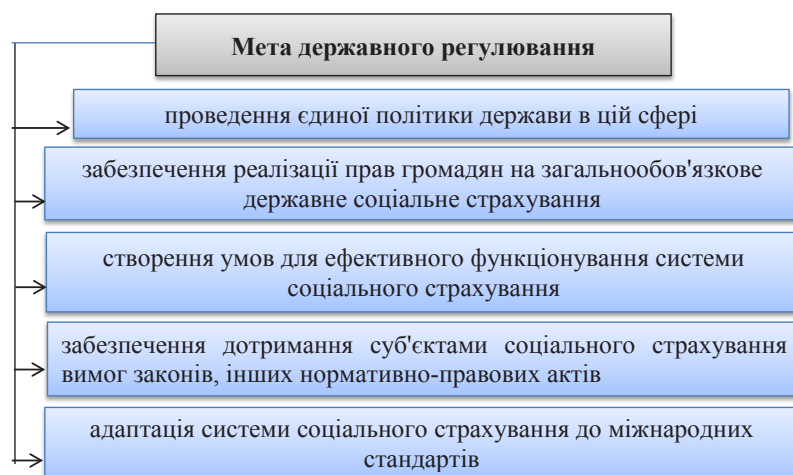 Мета державного регулювання
проведення єдиної політики держави в цій сфері
забезпечення реалізації прав громадян на загальнообов'язкове
державне соціальне страхування
створення умов для ефективного функціонування системи
соціального страхування
забезпечення дотримання суб'єктами соціального страхування
вимог законів, інших нормативно-правових актів
адаптація системи соціального страхування до міжнародних
стандартів